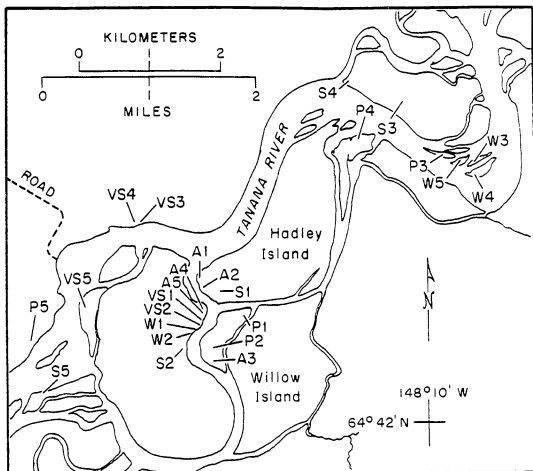 KILOMETERS
0 2
0 2
MILES
S4
P4
S3
W3
P3
W5
W4
TANANA RIVER
ROAD
VS4 VS3
Hadley
Island
A1
A4
A2
A5
S1
VS5
VS1
VS2
W1
W2
S2
P5
P1
P2
A3
S5
Willow
Island
N
148° 10' W
64° 42' N